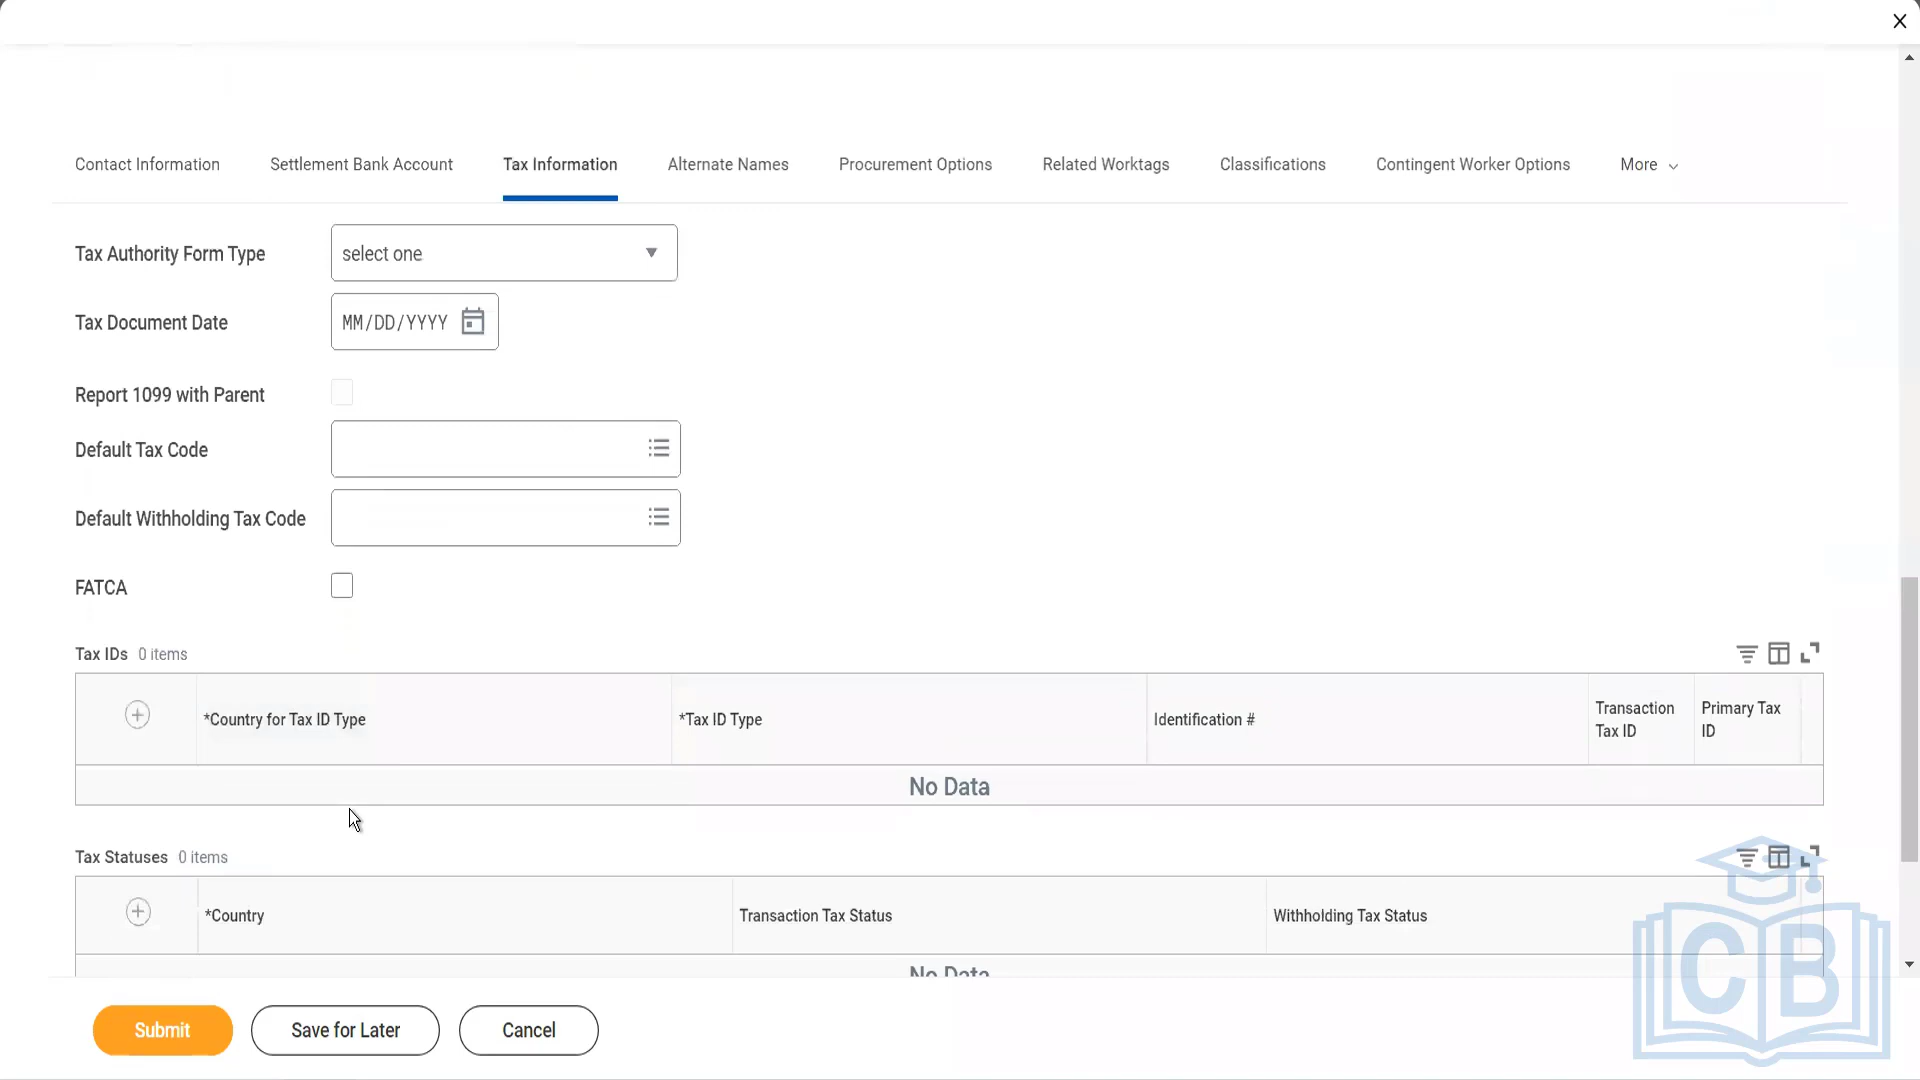 Contact Information Settlement Bank Account Tax Information Alternate Names Procurement Options Related Worktags Classifications Contingent Worker Options More
Tax Authority Form Type select one
Tax Document Date MM/DD/YYYY
Report 1099 with Parent
Default Tax Code
Default Withholding Tax Code
FATCA
Tax IDs 0 items
*Country for Tax ID Type *Tax ID Type Identification # Transaction Tax ID Primary Tax ID
No Data
Tax Statuses 0 items
*Country Transaction Tax Status Withholding Tax Status
No Data
Submit Save for Later Cancel
CB